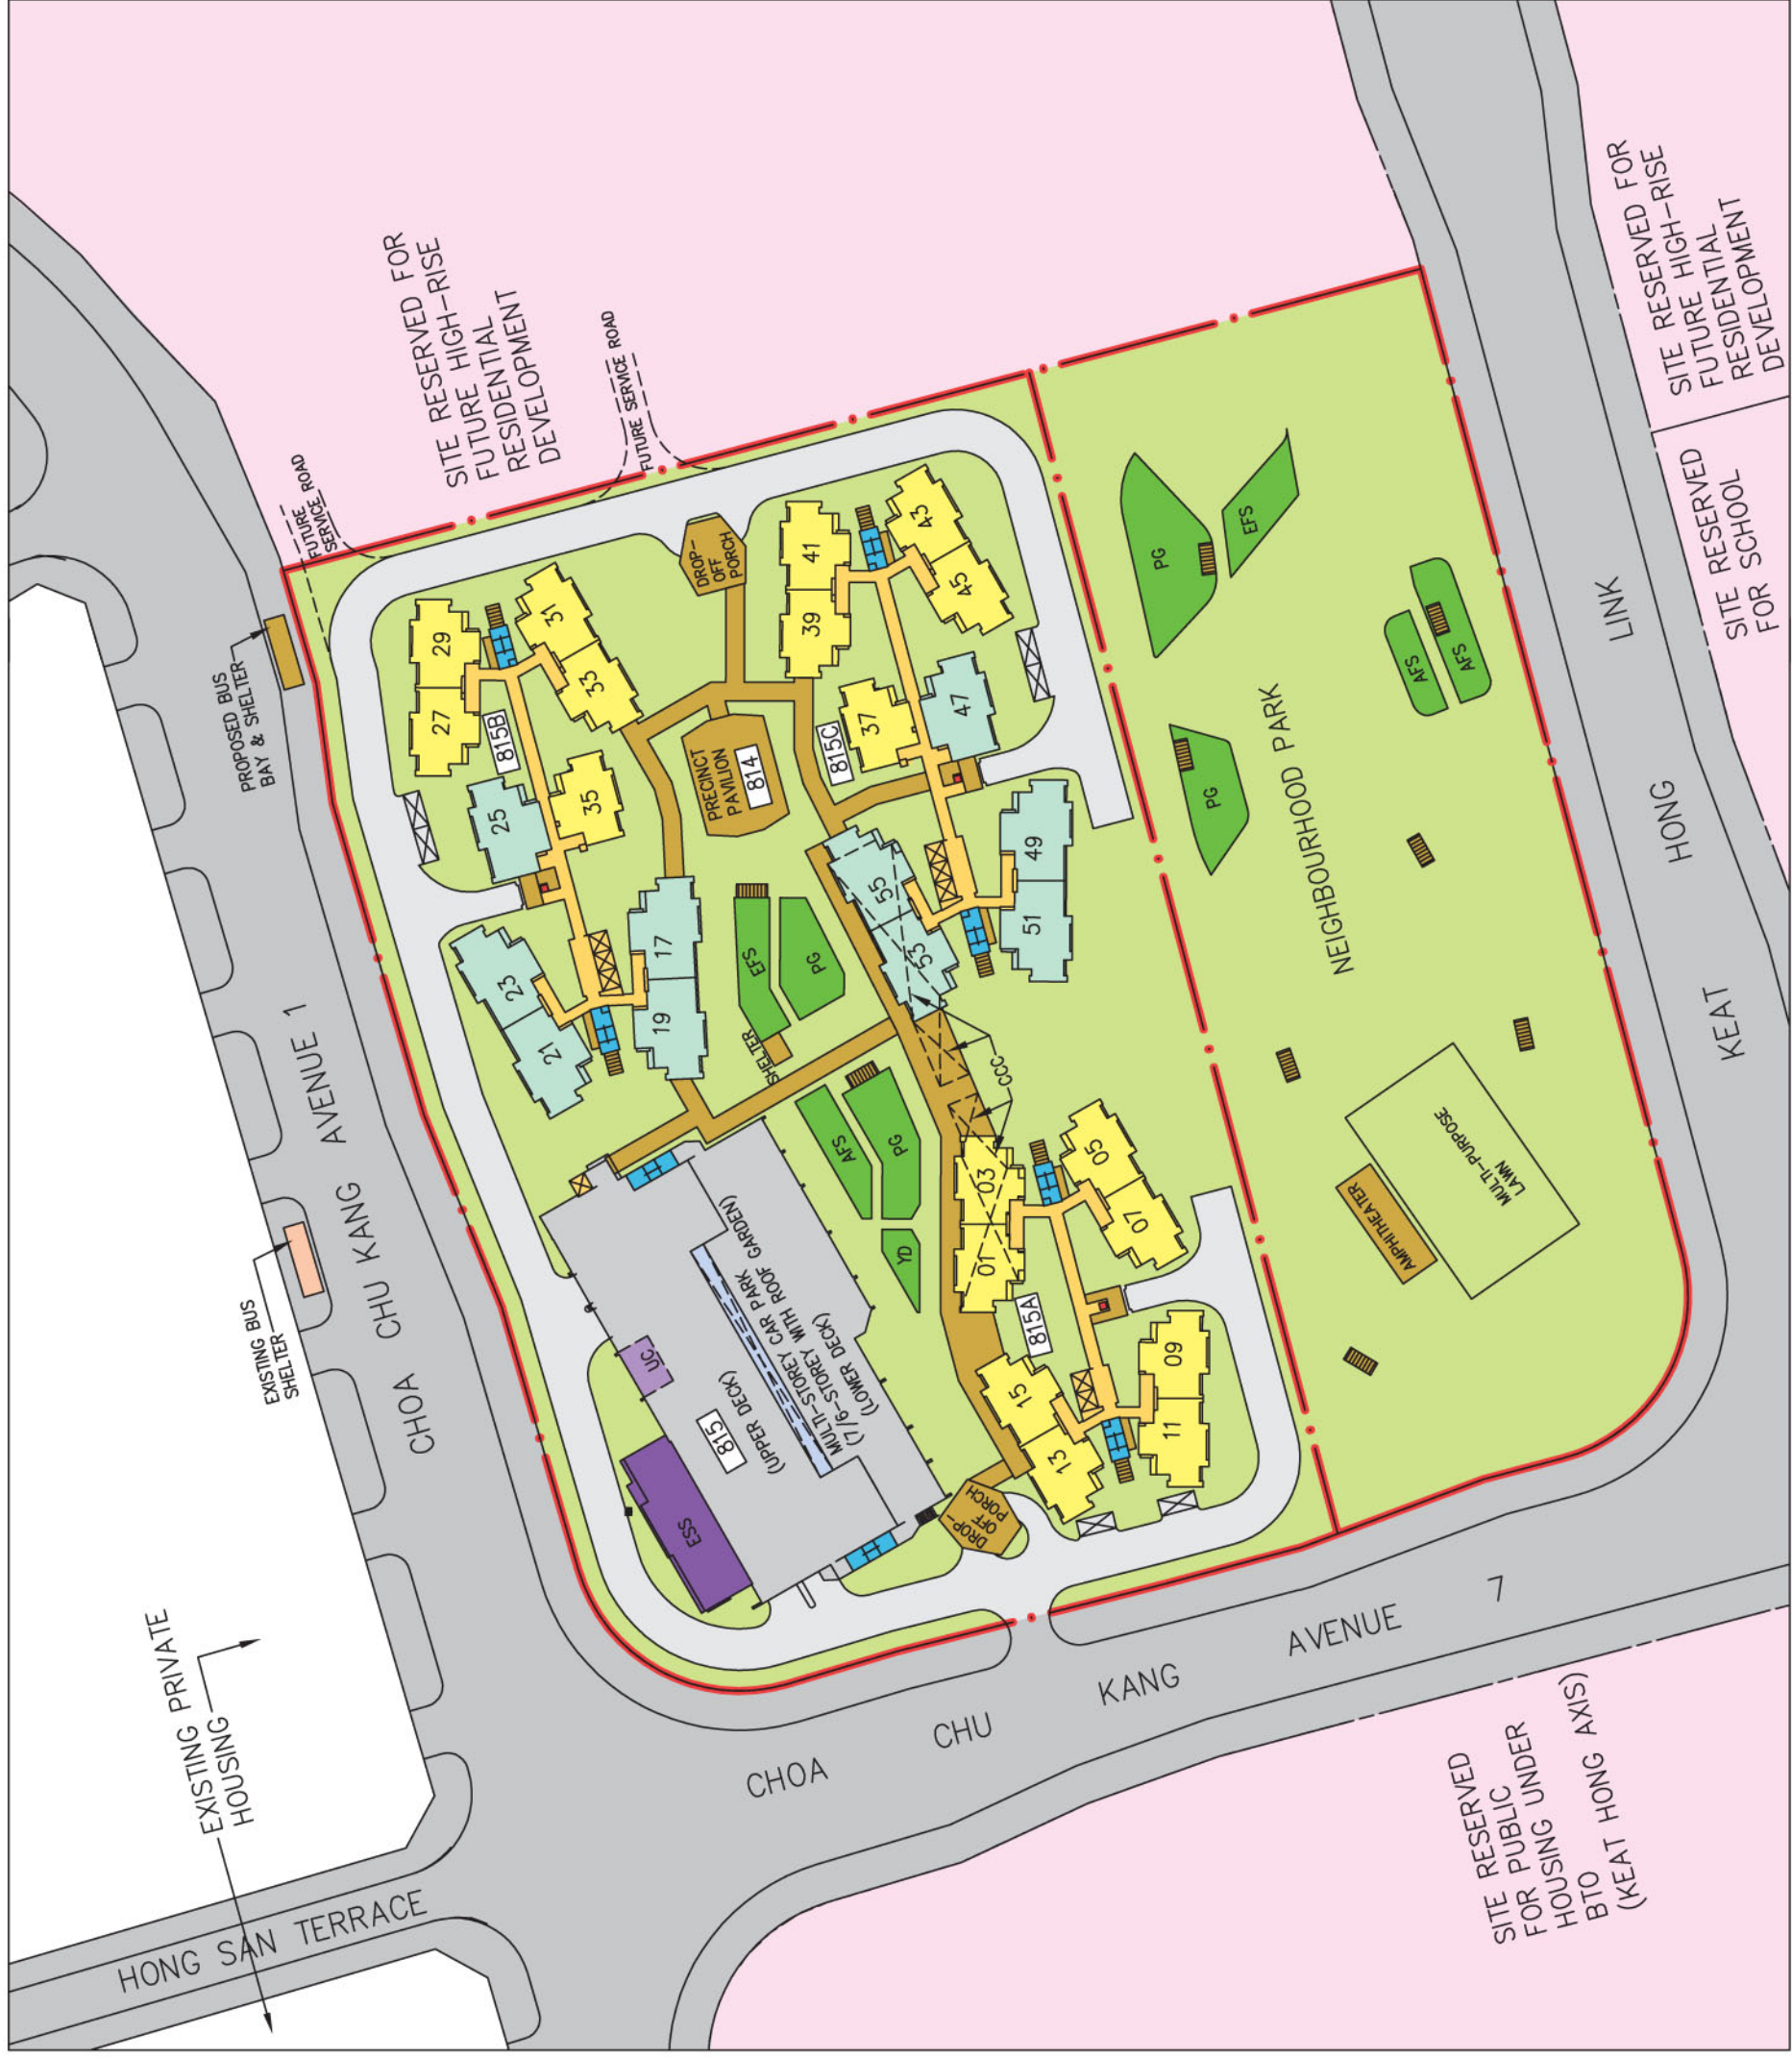 EXISTING PRIVATE
HOUSING
HONG SAN TERRACE
EXISTING BUS
SHELTER
PROPOSED BUS
BAY & SHELTER
CHOA CHU KANG AVENUE 1
FUTURE
SERVICE ROAD
SITE RESERVED FOR
FUTURE HIGH-RISE
RESIDENTIAL
DEVELOPMENT
FUTURE SERVICE ROAD
29
27
31
33
815B
25
35
23
21
17
19
DROP-
OFF
PORCH
PRECINCT
PAVILION
814
41
39
43
45
37
815C
47
49
51
55
53
EFS
PG
SHELTER
AFS
PG
YD
CCC
03
01
05
07
815A
15
13
09
11
DROP-
OFF
PORCH
UC
ESS
815
(UPPER DECK)
MULTI-STOREY CAR PARK
(7/6-STOREY WITH ROOF GARDEN)
(LOWER DECK)
PG
EFS
PG
AFS
AFS
NEIGHBOURHOOD PARK
AMPHITHEATER
MULTI-PURPOSE
LAWN
CHOA CHU KANG AVENUE 7
KEAT HONG LINK
SITE RESERVED
FOR SCHOOL
SITE RESERVED FOR
FUTURE HIGH-RISE
RESIDENTIAL
DEVELOPMENT
SITE RESERVED
FOR PUBLIC
HOUSING UNDER
BTO
(KEAT HONG AXIS)